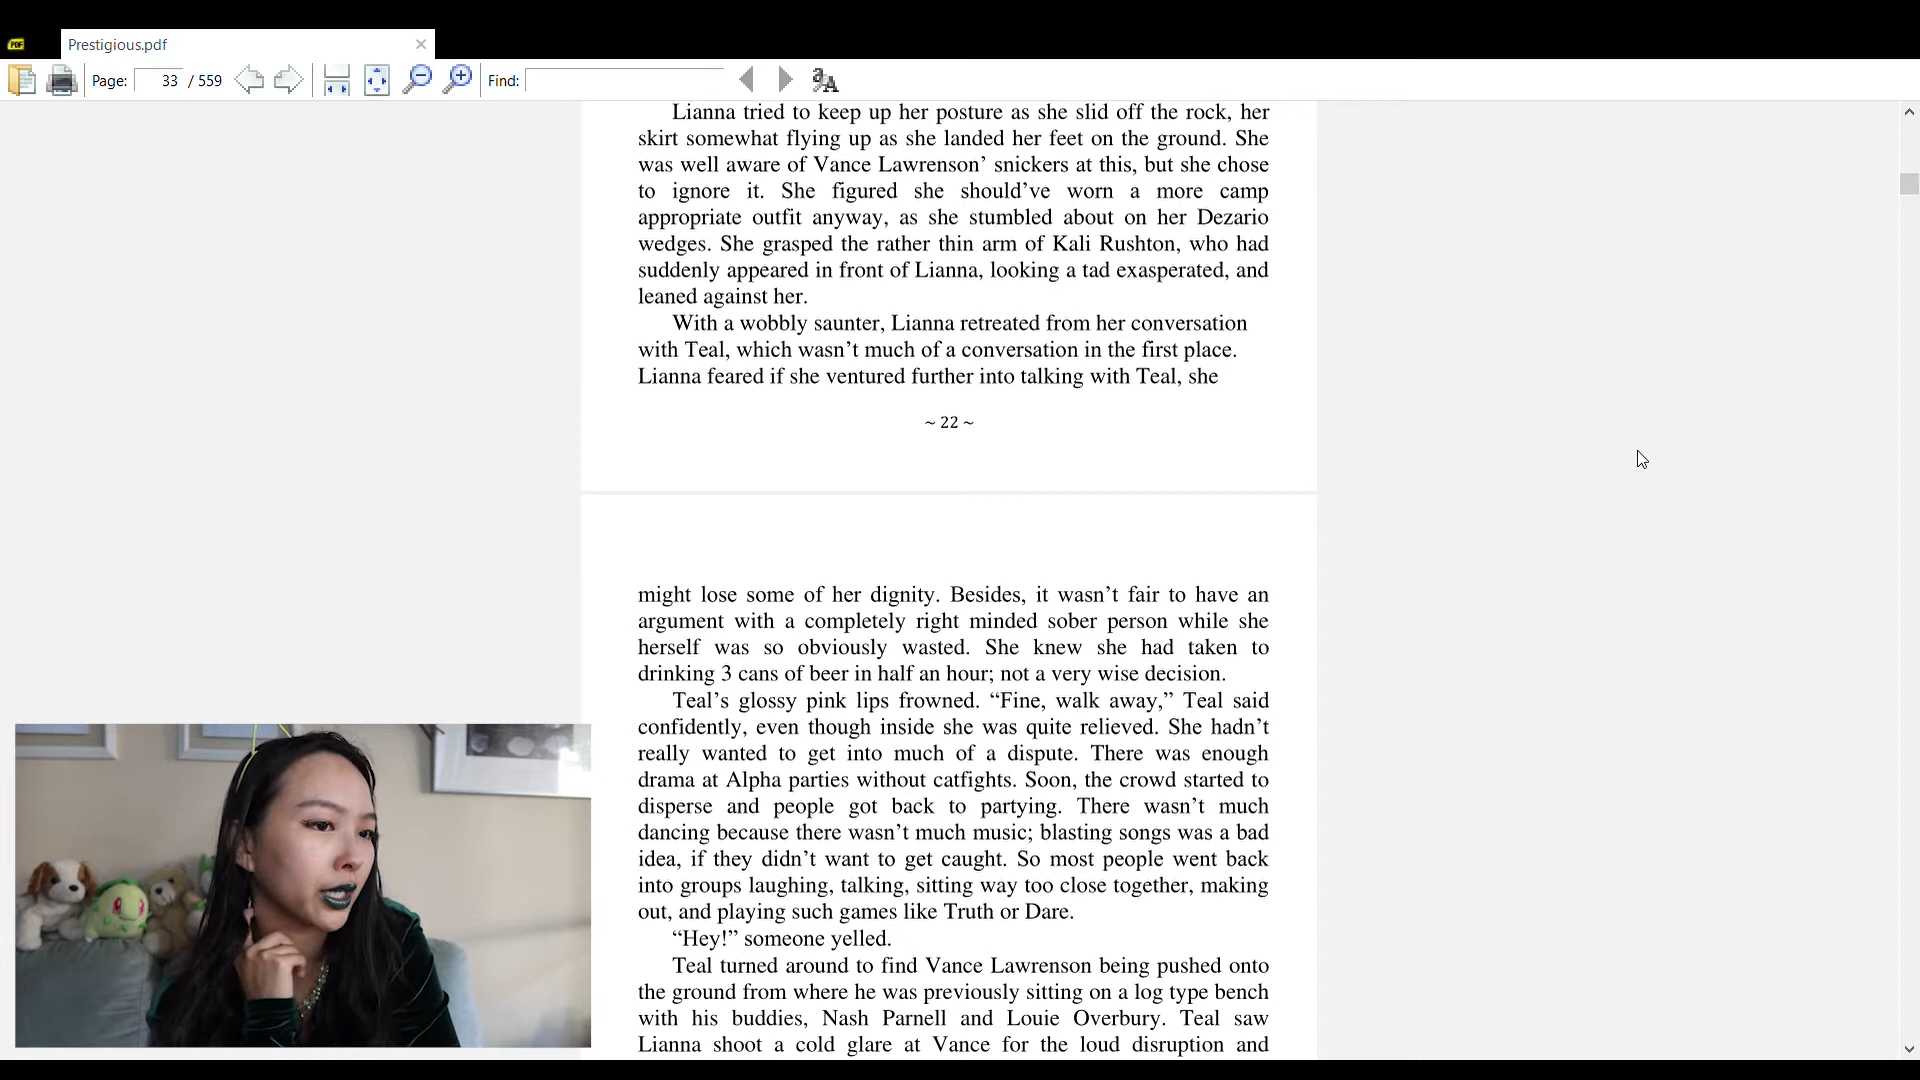 PDF
Prestigious.pdf
Page: 33 / 559 Find:
Lianna tried to keep up her posture as she slid off the rock, her
skirt somewhat flying up as she landed her feet on the ground. She
was well aware of Vance Lawrenson’ snickers at this, but she chose
to ignore it. She figured she should’ve worn a more camp
appropriate outfit anyway, as she stumbled about on her Dezario
wedges. She grasped the rather thin arm of Kali Rushton, who had
suddenly appeared in front of Lianna, looking a tad exasperated, and
leaned against her.
With a wobbly saunter, Lianna retreated from her conversation
with Teal, which wasn’t much of a conversation in the first place.
Lianna feared if she ventured further into talking with Teal, she
~ 22 ~
might lose some of her dignity. Besides, it wasn’t fair to have an
argument with a completely right minded sober person while she
herself was so obviously wasted. She knew she had taken to
drinking 3 cans of beer in half an hour; not a very wise decision.
Teal’s glossy pink lips frowned. “Fine, walk away,” Teal said
confidently, even though inside she was quite relieved. She hadn’t
really wanted to get into much of a dispute. There was enough
drama at Alpha parties without catfights. Soon, the crowd started to
disperse and people got back to partying. There wasn’t much
dancing because there wasn’t much music; blasting songs was a bad
idea, if they didn’t want to get caught. So most people went back
into groups laughing, talking, sitting way too close together, making
out, and playing such games like Truth or Dare.
“Hey!” someone yelled.
Teal turned around to find Vance Lawrenson being pushed onto
the ground from where he was previously sitting on a log type bench
with his buddies, Nash Parnell and Louie Overbury. Teal saw
Lianna shoot a cold glare at Vance for the loud disruption and